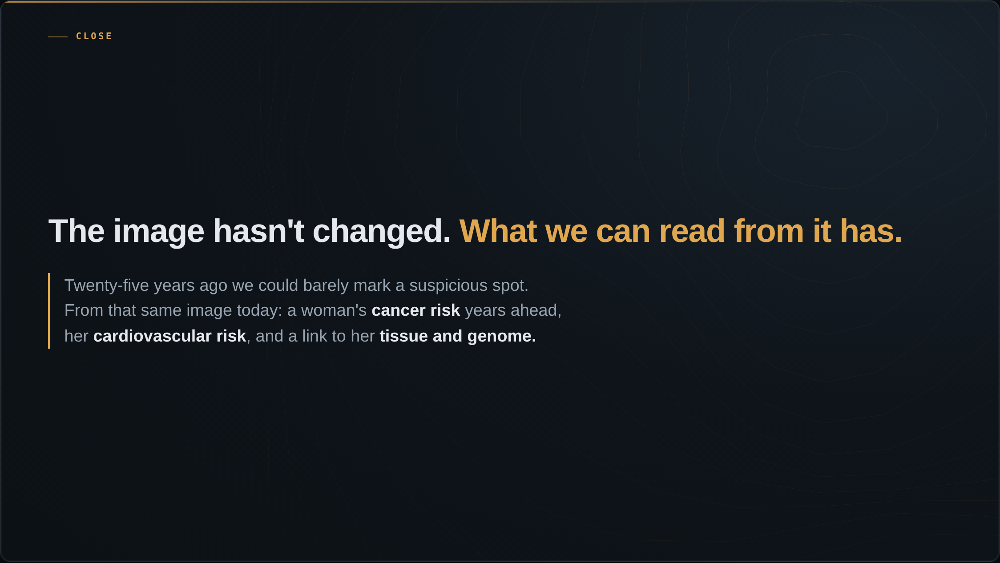 CLOSE
The image hasn't changed. What we can read from it has.
Twenty-five years ago we could barely mark a suspicious spot.
From that same image today: a woman's cancer risk years ahead,
her cardiovascular risk, and a link to her tissue and genome.